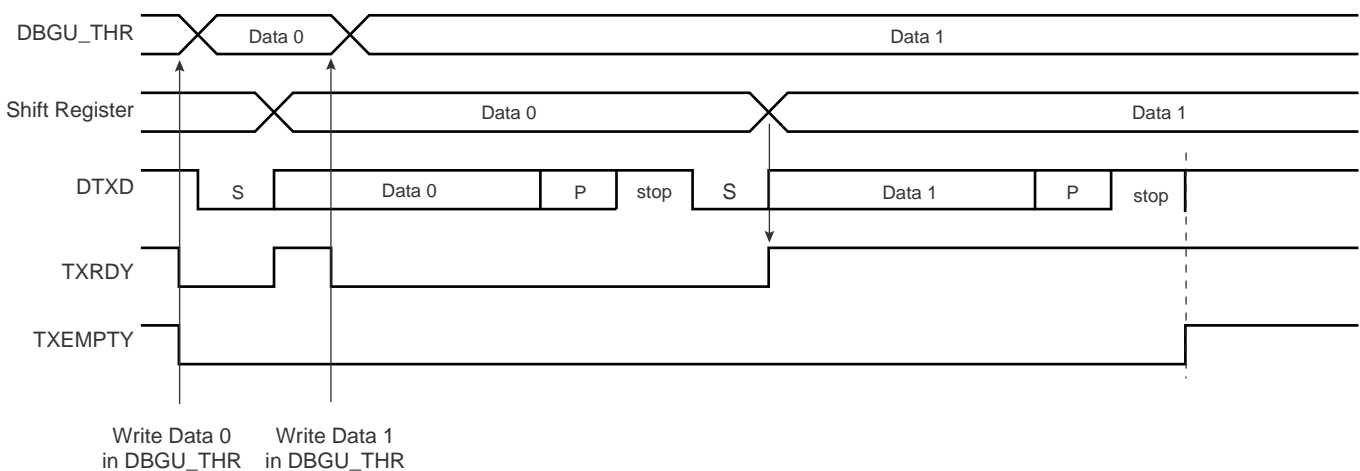 DBGU_THR Data 0 Data 1
Shift Register Data 0 Data 1
DTXD S Data 0 P stop S Data 1 P stop
TXRDY
TXEMPTY
Write Data 0
in DBGU_THR
Write Data 1
in DBGU_THR